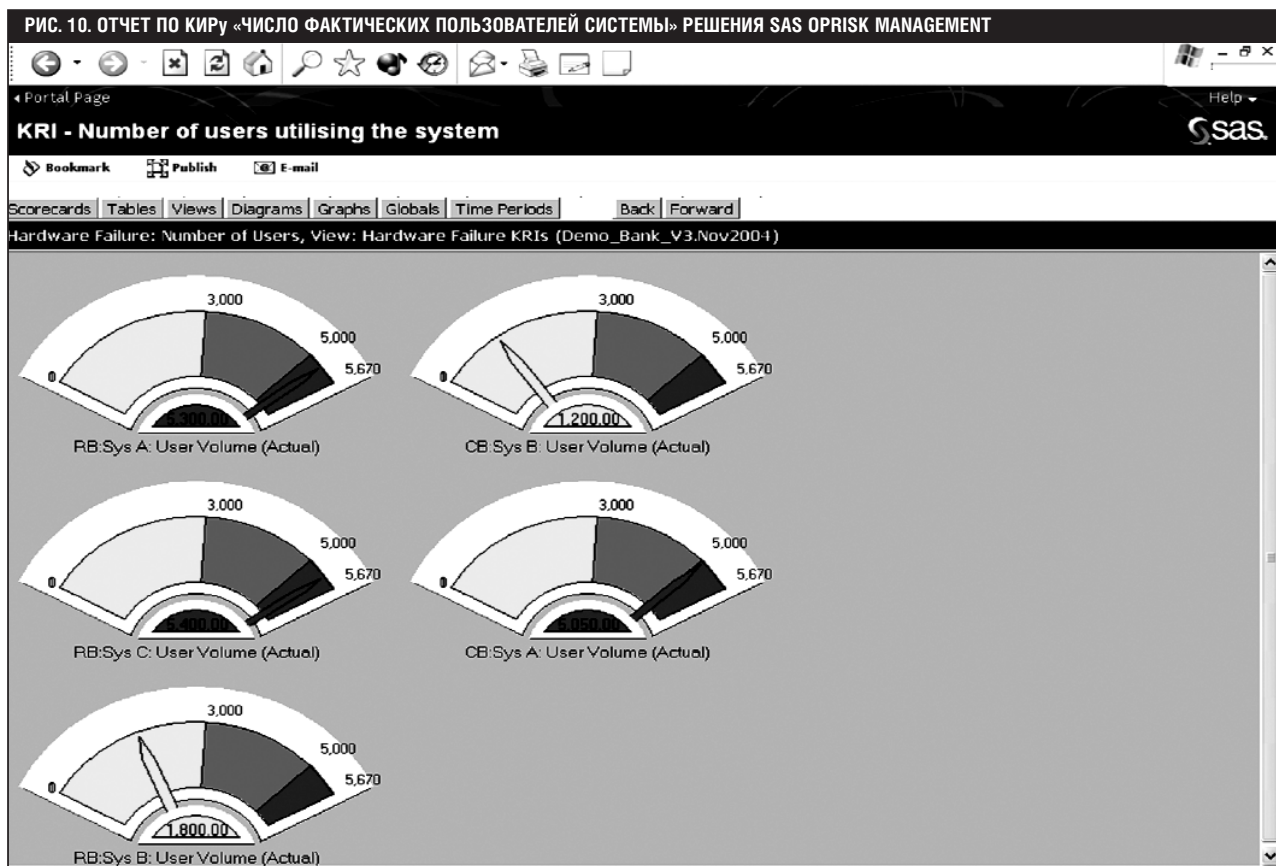 РИС. 10. ОТЧЕТ ПО КИРу «ЧИСЛО ФАКТИЧЕСКИХ ПОЛЬЗОВАТЕЛЕЙ СИСТЕМЫ» РЕШЕНИЯ SAS OPRISK MANAGEMENT
Portal Page Help
KRI - Number of users utilising the system
sas.
Bookmark Publish E-mail
Scorecards Tables Views Diagrams Graphs Globals Time Periods Back Forward
Hardware Failure: Number of Users, View: Hardware Failure KRIs (Demo_Bank_V3.Nov2004)
0 3,000 5,000 5,670
5,300.00
RB:Sys A: User Volume (Actual)
0 3,000 5,000 5,670
1,200.00
CB:Sys B: User Volume (Actual)
0 3,000 5,000 5,670
5,400.00
RB:Sys C: User Volume (Actual)
0 3,000 5,000 5,670
5,050.00
CB:Sys A: User Volume (Actual)
0 3,000 5,000 5,670
1,800.00
RB:Sys B: User Volume (Actual)